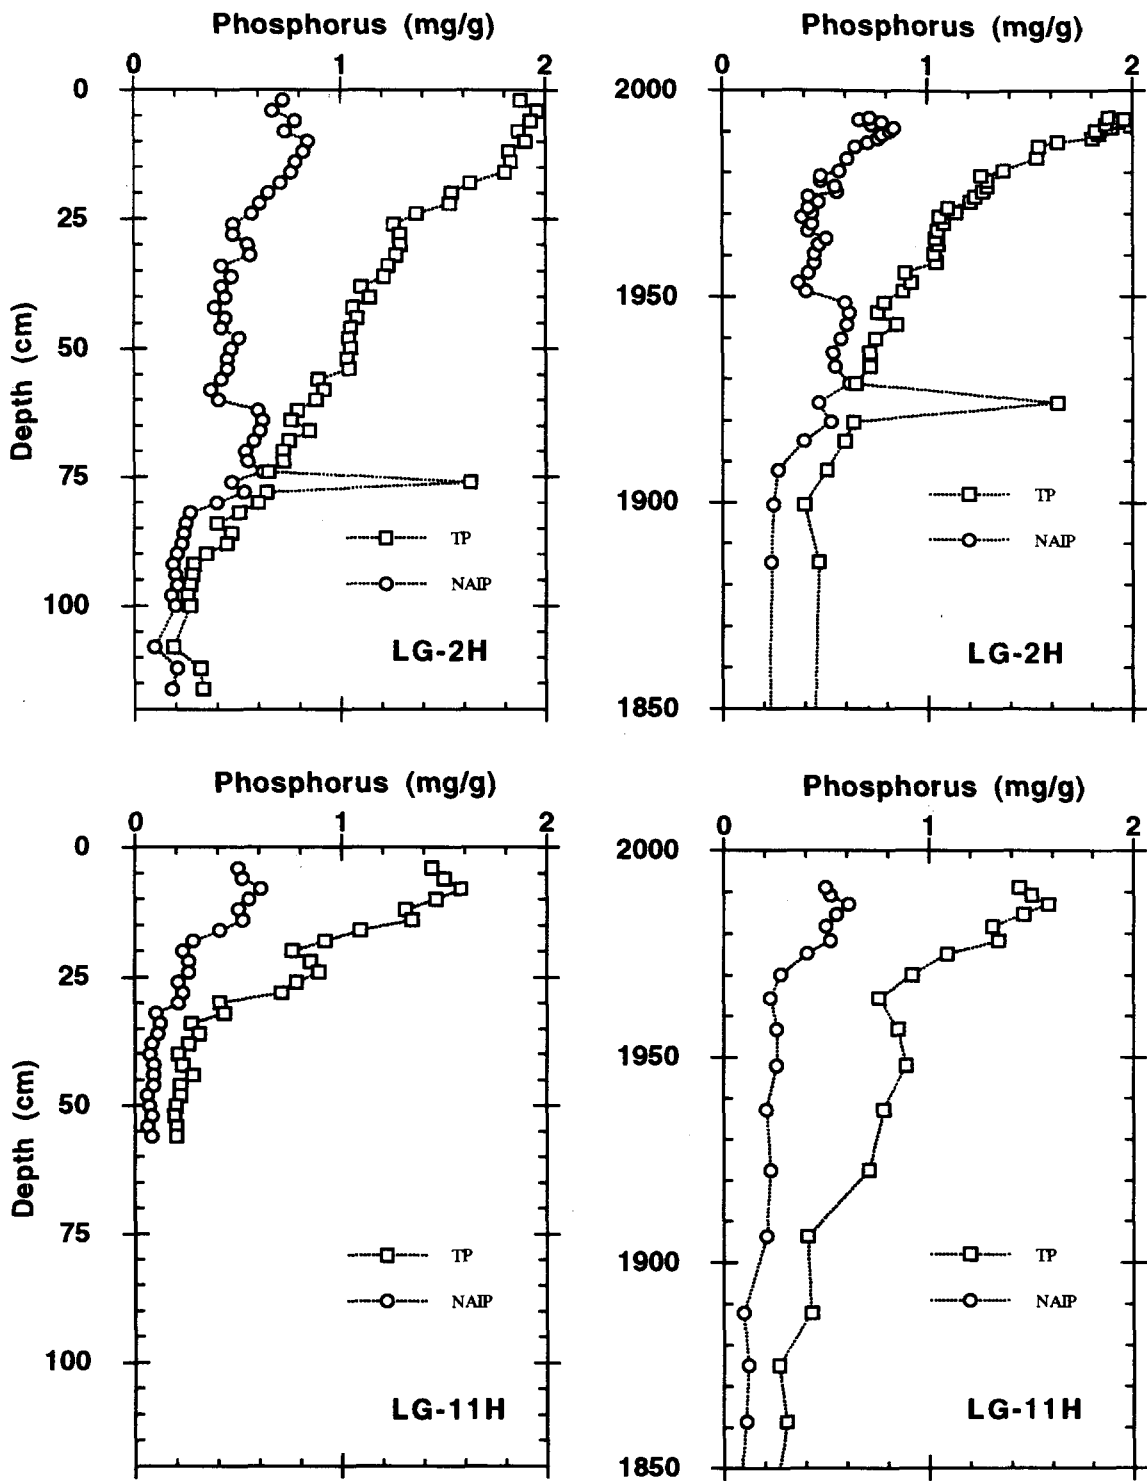 Phosphorus (mg/g)
0 1 2
0
25
50
75
100
Depth (cm)
TP
NAIP
LG-2H
Phosphorus (mg/g)
0 1 2
2000
1950
1900
1850
TP
NAIP
LG-2H
Phosphorus (mg/g)
0 1 2
0
25
50
75
100
Depth (cm)
TP
NAIP
LG-11H
Phosphorus (mg/g)
0 1 2
2000
1950
1900
1850
TP
NAIP
LG-11H